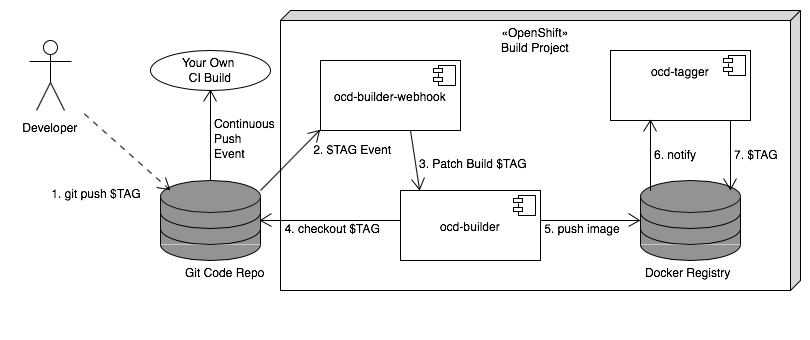 «OpenShift»
Build Project
Your Own
CI Build
ocd-tagger
ocd-builder-webhook
Developer
Continuous
Push
Event
2. $TAG Event
3. Patch Build $TAG
6. notify
7. $TAG
1. git push $TAG
4. checkout $TAG
ocd-builder
5. push image
Git Code Repo
Docker Registry